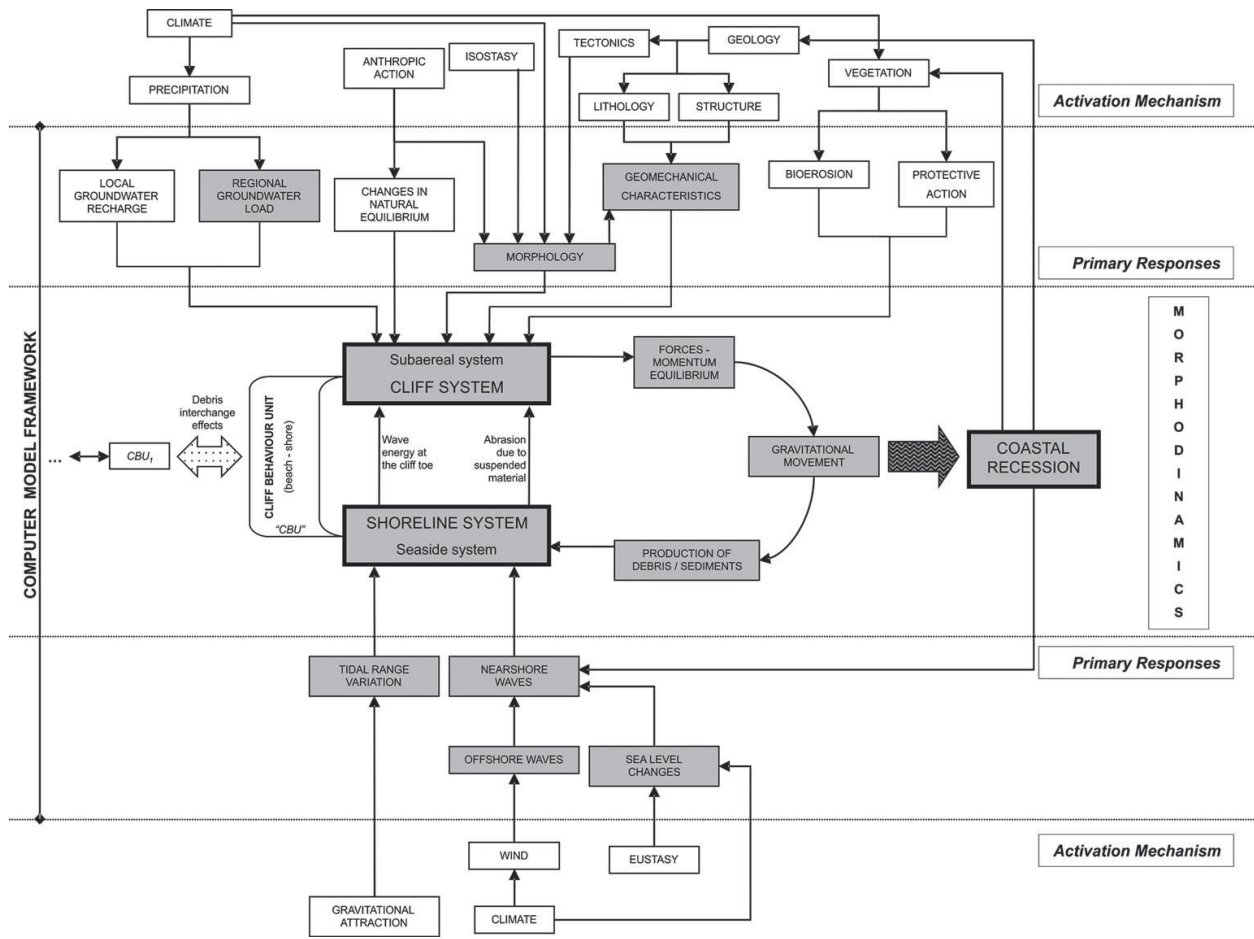 CLIMATE
TECTONICS
GEOLOGY
ISOSTASY
ANTHROPIC
ACTION
VEGETATION
PRECIPITATION
LITHOLOGY
STRUCTURE
Activation Mechanism
LOCAL
GROUNDWATER
RECHARGE
REGIONAL
GROUNDWATER
LOAD
CHANGES IN
NATURAL
EQUILIBRIUM
GEOMECHANICAL
CHARACTERISTICS
BIOEROSION
PROTECTIVE
ACTION
MORPHOLOGY
Primary Responses
COMPUTER MODEL FRAMEWORK
Subaereal system
CLIFF SYSTEM
FORCES -
MOMENTUM
EQUILIBRIUM
Debris
interchange
effects
...
CBU1
CLIFF BEHAVIOUR UNIT
(beach - shore)
"CBU"
Wave
energy at
the cliff toe
Abrasion
due to
suspended
material
GRAVITATIONAL
MOVEMENT
COASTAL
RECESSION
MORPHODINAMICS
SHORELINE SYSTEM
Seaside system
PRODUCTION OF
DEBRIS / SEDIMENTS
TIDAL RANGE
VARIATION
NEARSHORE
WAVES
Primary Responses
OFFSHORE WAVES
SEA LEVEL
CHANGES
WIND
EUSTASY
Activation Mechanism
GRAVITATIONAL
ATTRACTION
CLIMATE